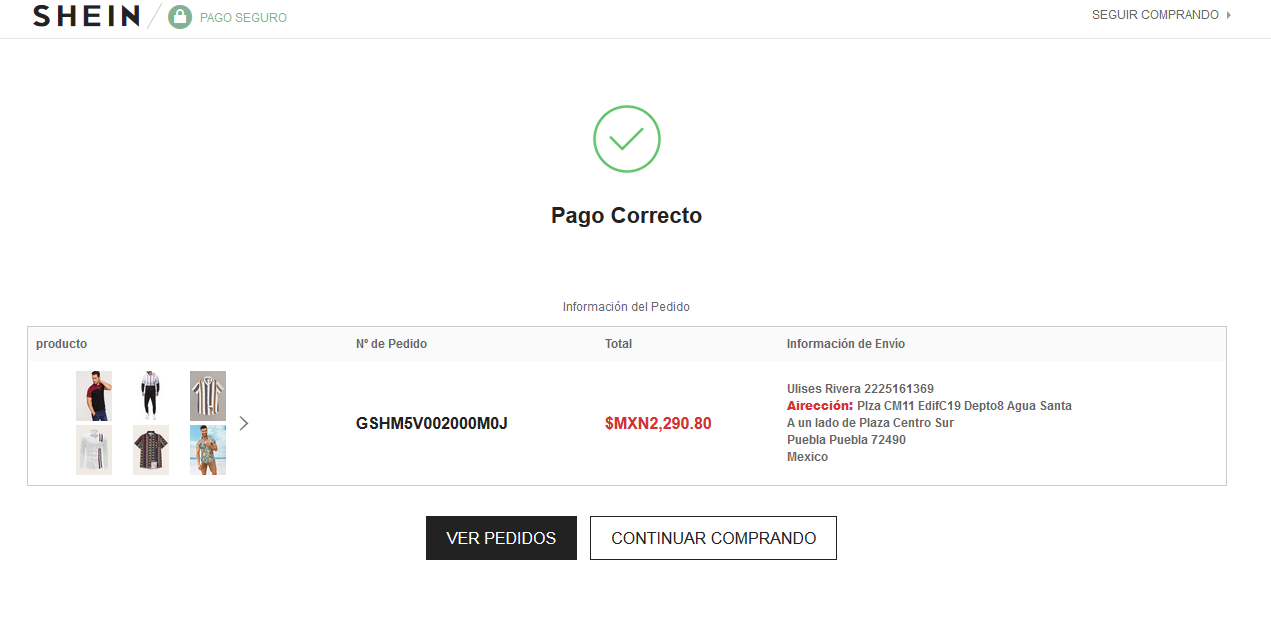 SHEIN PAGO SEGURO
SEGUIR COMPRANDO
Pago Correcto
Información del Pedido
producto Nº de Pedido Total Información de Envío
Ulises Rivera 2225161369
Airección: Plza CM11 EdifC19 Depto8 Agua Santa
A un lado de Plaza Centro Sur
GSHM5V002000M0J $MXN2,290.80
Puebla Puebla 72490
Mexico
VER PEDIDOS CONTINUAR COMPRANDO